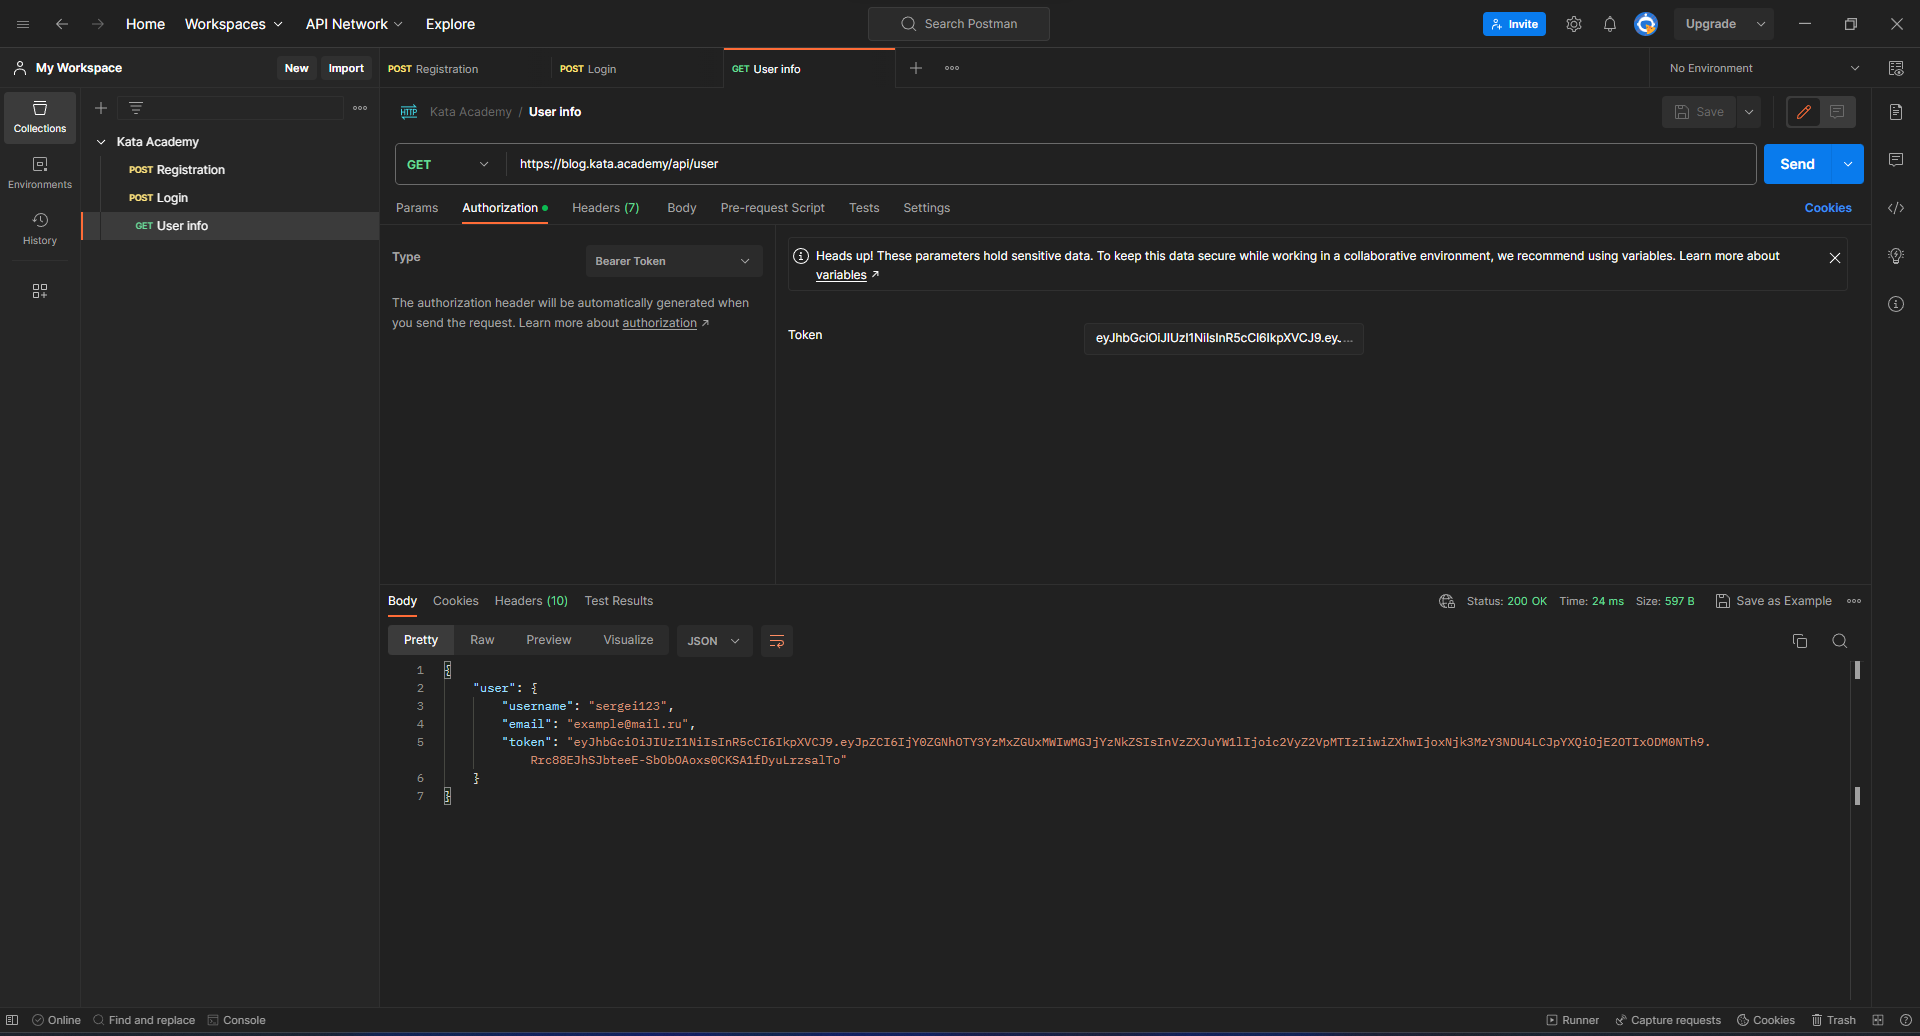 Home Workspaces API Network Explore Search Postman Invite Upgrade
My Workspace New Import POST Registration POST Login GET User info No Environment
Collections
Environments
History
Kata Academy
POST Registration
POST Login
GET User info
Kata Academy / User info Save
GET https://blog.kata.academy/api/user Send
Params Authorization Headers (7) Body Pre-request Script Tests Settings Cookies
Type Bearer Token
The authorization header will be automatically generated when
you send the request. Learn more about authorization
Heads up! These parameters hold sensitive data. To keep this data secure while working in a collaborative environment, we recommend using variables. Learn more about
variables
Token eyJhbGciOiJIUzI1NiIsInR5cCI6IkpXVCJ9.eyJ...
Body Cookies Headers (10) Test Results Status: 200 OK Time: 24 ms Size: 597 B Save as Example
Pretty Raw Preview Visualize JSON
1 {
2 "user": {
3 "username": "sergei123",
4 "email": "example@mail.ru",
5 "token": "eyJhbGciOiJIUzI1NiIsInR5cCI6IkpXVCJ9.eyJpZCI6IjY0ZGNhOTY3YzMxZGUxMWIwMGJjYzNkZSIsInVzZXJuYW1lIjoic2VyZ2VpMTIzIiwiZXhwIjoxNjk3MzY3NDU4LCJpYXQiOjE2OTIxODM0NTh9.
Rrc88EJhSJbteeE-SbObOAoxs0CKSA1fDyuLrzsalTo"
6 }
7 }
Online Find and replace Console Runner Capture requests Cookies Trash